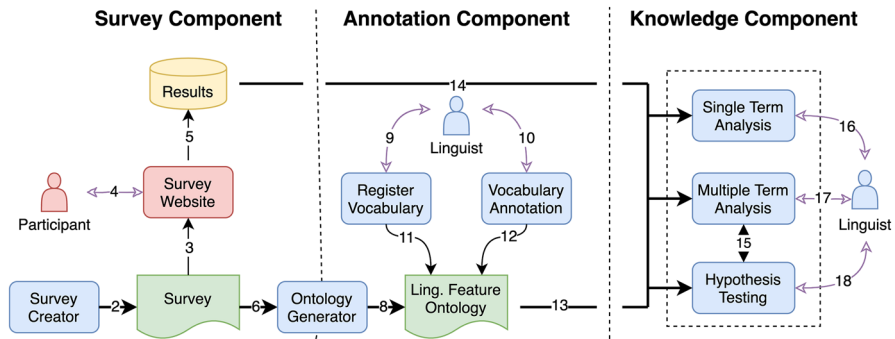 Survey Component
Annotation Component
Knowledge Component
Results
14
Single Term
Analysis
5
9
10
Linguist
16
4
Survey
Website
Participant
Register
Vocabulary
Vocabulary
Annotation
Multiple Term
Analysis
17
Linguist
3
11
12
15
Survey
Creator
2
Survey
6
Ontology
Generator
8
Ling. Feature
Ontology
13
Hypothesis
Testing
18